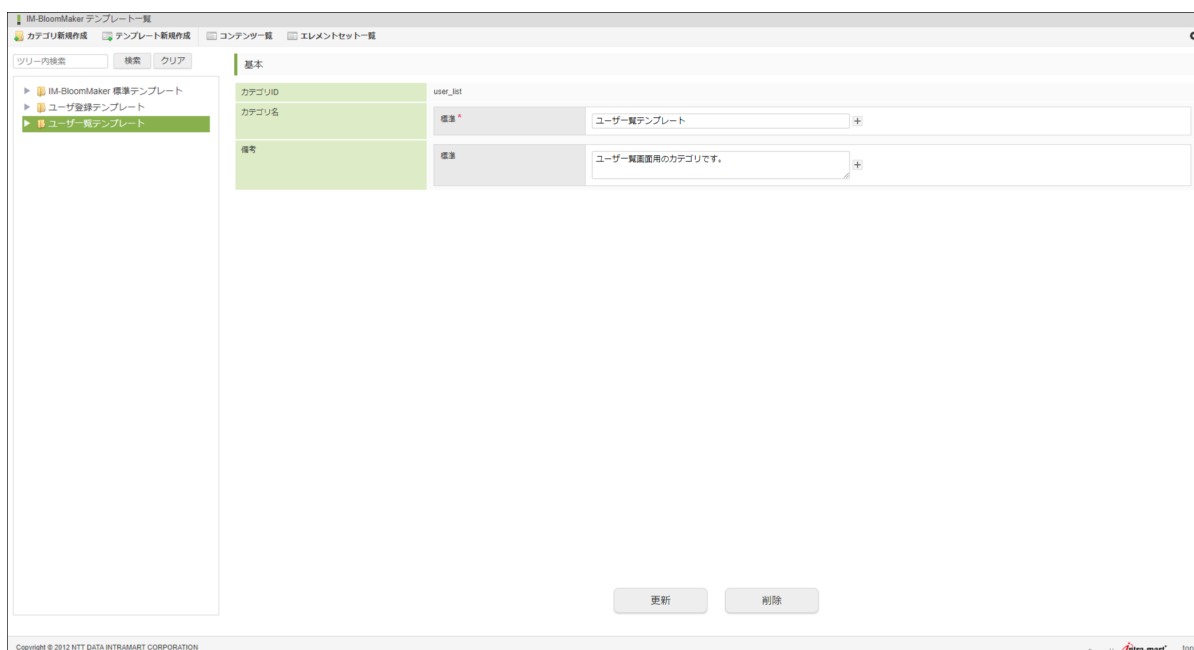 IM-BloomMaker テンプレート一覧
カテゴリ新規作成 テンプレート新規作成 コンテンツ一覧 エレメントセット一覧
ツリー内検索 検索 クリア
基本
IM-BloomMaker 標準テンプレート
ユーザ登録テンプレート
ユーザ一覧テンプレート
カテゴリID user_list
カテゴリ名 標準 * ユーザ一覧テンプレート
備考 標準 ユーザ一覧画面用のカテゴリです。
更新 削除
Copyright © 2012 NTT DATA INTRAMART CORPORATION
intra-mart top